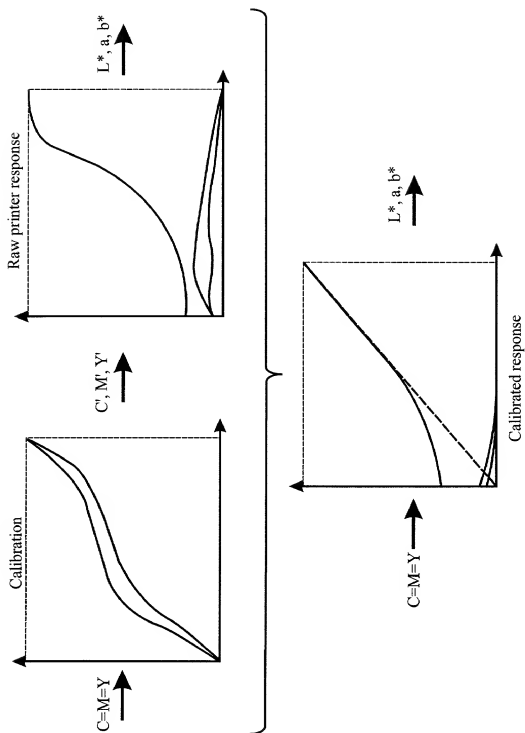 Calibration
Raw printer response
C=M=Y
C', M', Y'
L*, a, b*
C=M=Y
L*, a, b*
Calibrated response